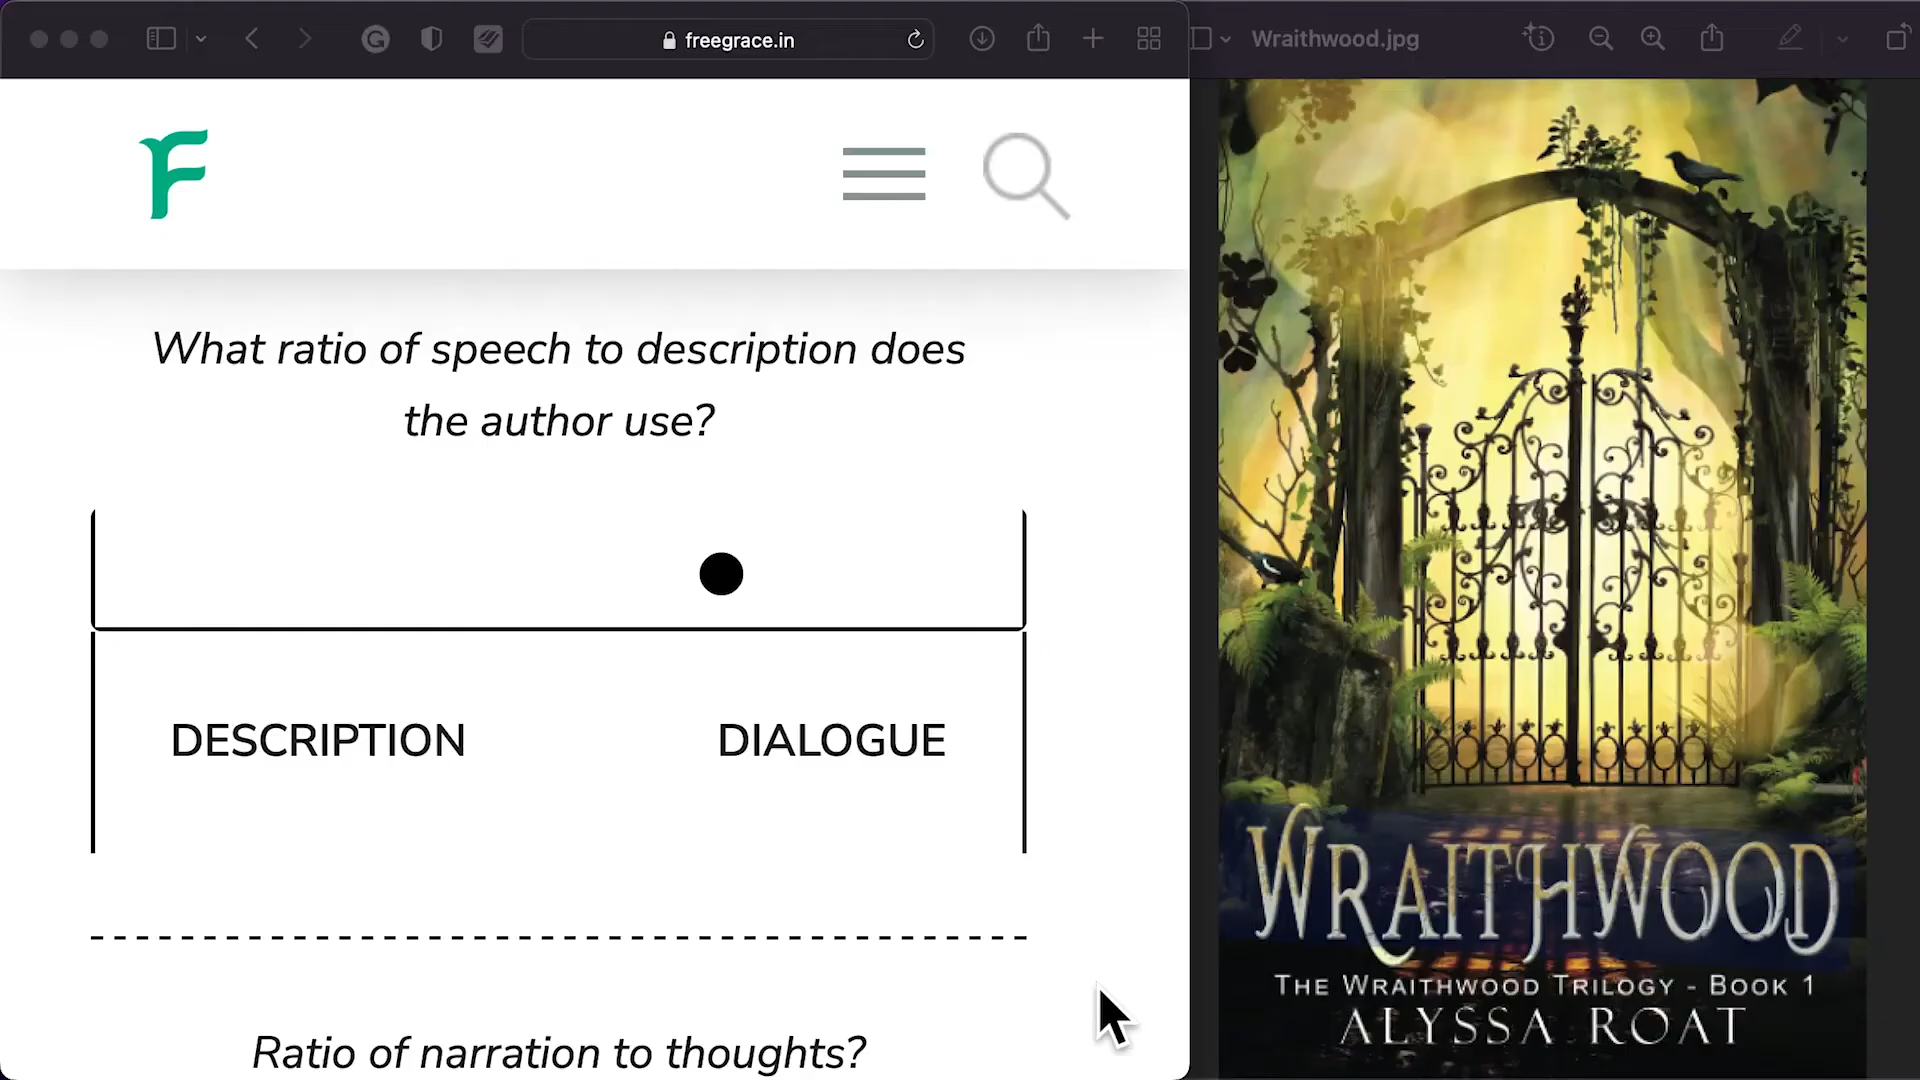 freegrace.in
Wraithwood.jpg
F
What ratio of speech to description does
the author use?
DESCRIPTION
DIALOGUE
Ratio of narration to thoughts?
WRAITHWOOD
THE WRAITHWOOD TRILOGY - BOOK 1
ALYSSA ROAT